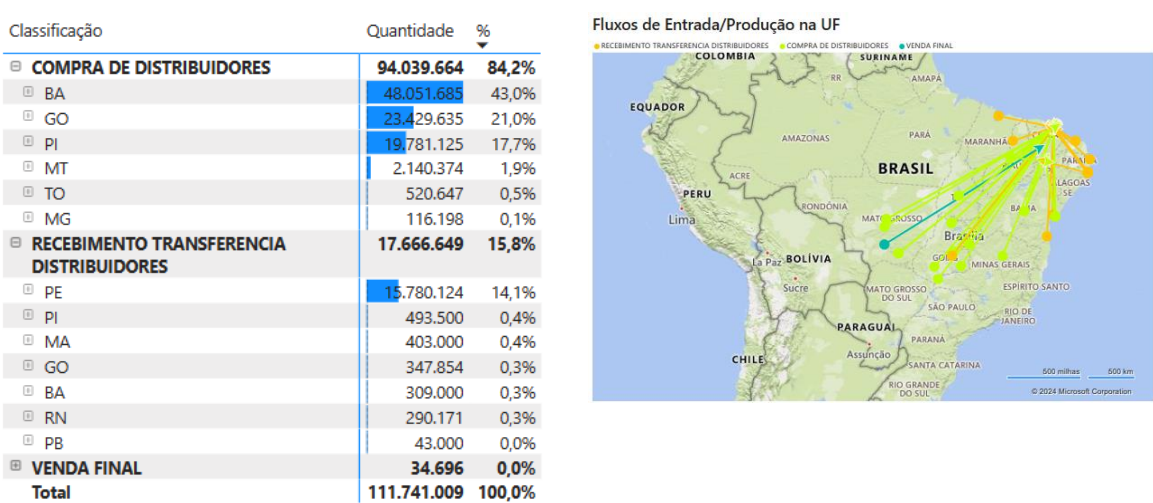 Classificação Quantidade %
COMPRA DE DISTRIBUIDORES 94.039.664 84,2%
BA 48.051.685 43,0%
GO 23.429.635 21,0%
PI 19.781.125 17,7%
MT 2.140.374 1,9%
TO 520.647 0,5%
MG 116.198 0,1%
RECEBIMENTO TRANSFERENCIA 17.666.649 15,8%
DISTRIBUIDORES
PE 15.780.124 14,1%
PI 493.500 0,4%
MA 403.000 0,4%
GO 347.854 0,3%
BA 309.000 0,3%
RN 290.171 0,3%
PB 43.000 0,0%
VENDA FINAL 34.696 0,0%
Total 111.741.009 100,0%
Fluxos de Entrada/Produção na UF
RECEBIMENTO TRANSFERENCIA DISTRIBUIDORES COMPRA DE DISTRIBUIDORES VENDA FINAL
COLOMBIA SURINAME
RR AMAPÁ
EQUADOR
AMAZONAS PARÁ MARANHÃ
BRASIL
ACRE ALAGOAS
PERU SE
RONDÔNIA
Lima BA
Brasília
La Paz BOLÍVIA
MINAS GERAIS
Sucre
MATO GROSSO
DO SUL
ESPÍRITO SANTO
SÃO PAULO RIO DE
JANEIRO
PARAGUAI
PARANÁ
Assunção
CHILE SANTA CATARINA
RIO GRANDE
DO SUL
500 milhas 500 km
© 2024 Microsoft Corporation